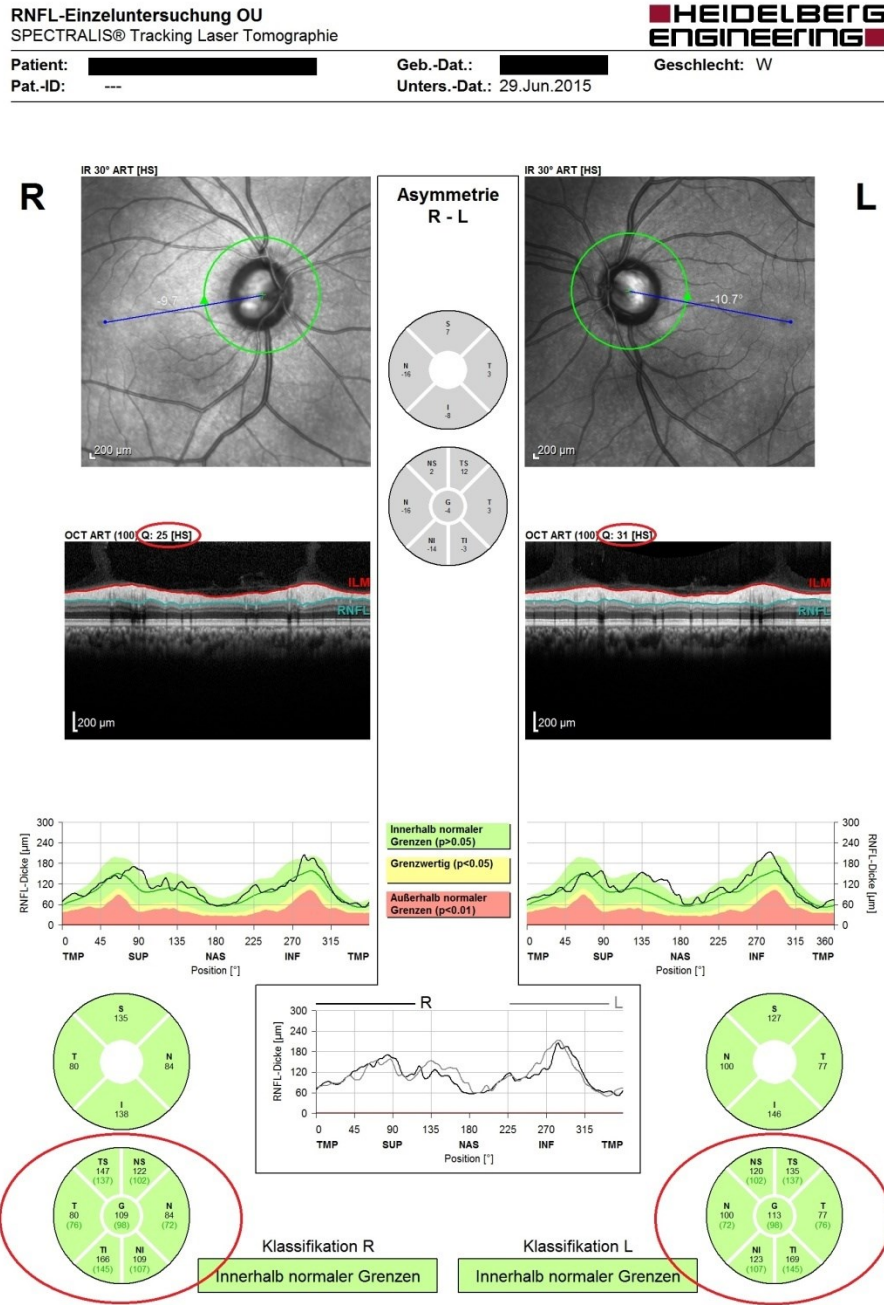 RNFL-Einzeluntersuchung OU
SPECTRALIS® Tracking Laser Tomographie
HEIDELBERG
ENGINEERING
Patient:
Geb.-Dat.:
Geschlecht: W
Pat.-ID: ---
Unters.-Dat.: 29.Jun.2015
R
IR 30° ART [HS]
-9.7°
200 µm
Asymmetrie
R - L
IR 30° ART [HS]
L
-10.7°
200 µm
S
7
N
-16
T
3
I
-8
NS
2
TS
12
N
-16
G
-4
T
3
NI
-14
TI
-3
OCT ART (100) Q: 25 [HS]
ILM
RNFL
200 µm
OCT ART (100) Q: 31 [HS]
ILM
RNFL
200 µm
RNFL-Dicke [µm]
300
240
180
120
60
0
0 45 90 135 180 225 270 315
TMP SUP NAS INF TMP
Position [°]
Innerhalb normaler
Grenzen (p>0.05)
Grenzwertig (p<0.05)
Außerhalb normaler
Grenzen (p<0.01)
300
240
180
120
60
0
RNFL-Dicke [µm]
0 45 90 135 180 225 270 315 360
TMP SUP NAS INF TMP
Position [°]
S
135
T
80
N
84
I
138
R
L
RNFL-Dicke [µm]
300
240
180
120
60
0
0 45 90 135 180 225 270 315
TMP SUP NAS INF TMP
Position [°]
S
127
N
100
T
77
I
146
TS
147
(137)
NS
122
(102)
T
80
(76)
G
109
(98)
N
84
(72)
TI
166
(145)
NI
109
(107)
Klassifikation R
Innerhalb normaler Grenzen
Klassifikation L
Innerhalb normaler Grenzen
NS
120
(102)
TS
135
(137)
N
100
(72)
G
113
(98)
T
77
(76)
NI
123
(107)
TI
169
(145)